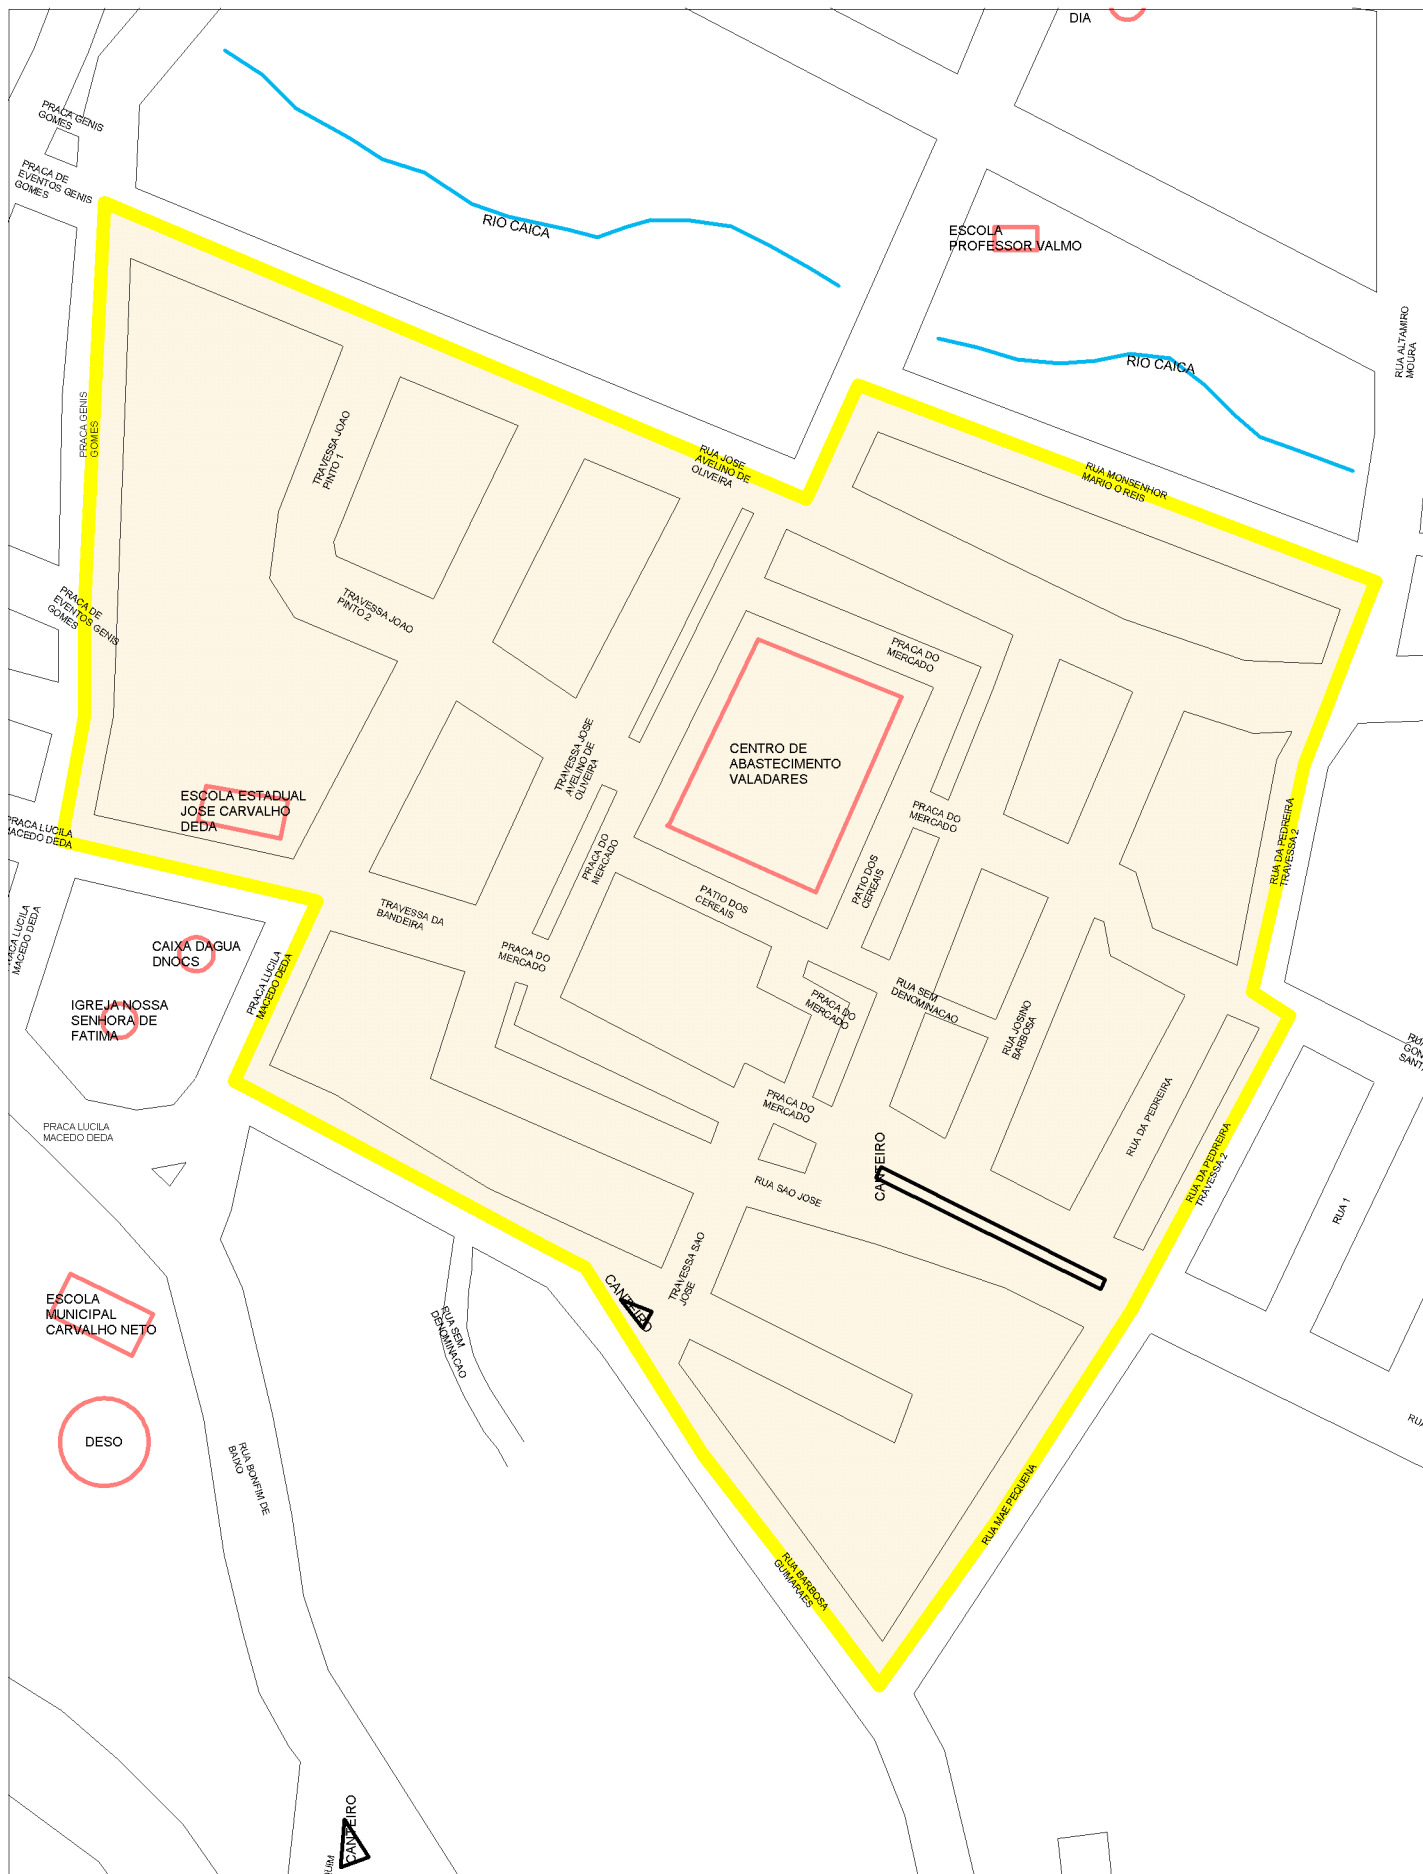 DIA
PRACA GENIS
GOMES
PRACA DE
EVENTOS GENIS
GOMES
RIO CAICA
ESCOLA
PROFESSOR VALMO
RUA ALTAMIRO
MOURA
RIO CAICA
PRACA GENIS
GOMES
TRAVESSA JOAO
PINTO 1
RUA JOSE
AVELINO DE
OLIVEIRA
RUA MONSENHOR
MARIO O REIS
PRACA DE
EVENTOS GENIS
GOMES
TRAVESSA JOAO
PINTO 2
PRACA DO
MERCADO
CENTRO DE
ABASTECIMENTO
VALADARES
TRAVESSA JOSE
AVELINO DE
OLIVEIRA
ESCOLA ESTADUAL
JOSE CARVALHO
DEDA
PRACA LUCILA
MACEDO DEDA
PRACA DO
MERCADO
RUA DA PEDREIRA
TRAVESSA 2
PRACA DO
MERCADO
PATIO DOS
CEREAIS
PATIO DOS
CEREAIS
TRAVESSA DA
BANDEIRA
MACEDO DEDA
CAIXA DAGUA
DNOCS
PRACA LUCILA
MACEDO DEDA
PRACA DO
MERCADO
RUA SEM
DENOMINACAO
PRACA DO
MERCADO
IGREJA NOSSA
SENHORA DE
FATIMA
RUA JOSINO
BARBOSA
RUA
GON
SANT
PRACA DO
MERCADO
RUA DA PEDREIRA
PRACA LUCILA
MACEDO DEDA
CANTEIRO
RUA SAO JOSE
RUA DA PEDREIRA
TRAVESSA 2
RUA 1
TRAVESSA SAO
JOSE
CANTEIRO
ESCOLA
MUNICIPAL
CARVALHO NETO
RUA SEM
DENOMINACAO
DESO
RUA BONFIM DE
BAIXO
RUA MAE PEQUENA
RUA BARBOSA
GUIMARAES
CANTEIRO